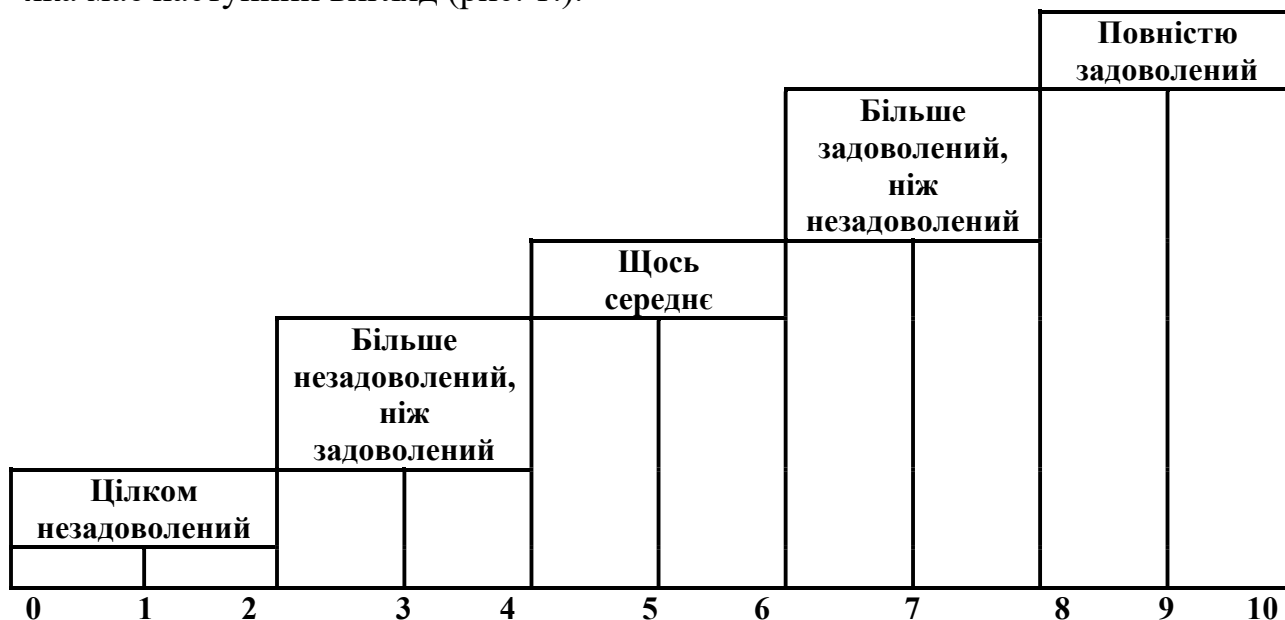 Повністю
задоволений
Більше
задоволений,
ніж
незадоволений
Щось
середнє
Більше
незадоволений,
ніж
задоволений
Цілком
незадоволений
0 1 2 3 4 5 6 7 8 9 10